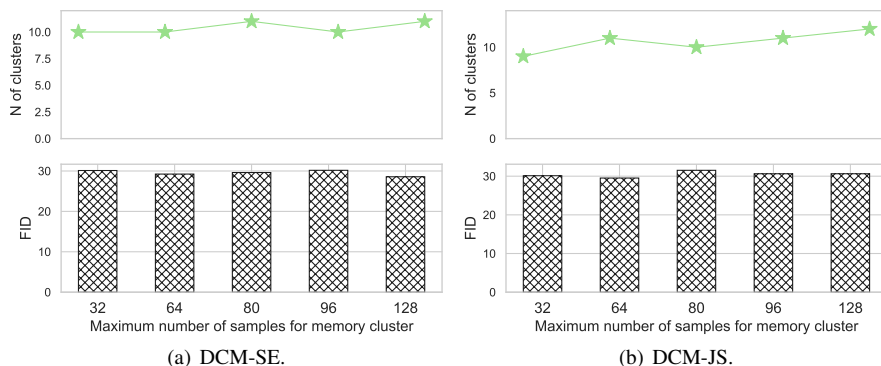 N of clusters
10.0
7.5
5.0
2.5
0.0
FID
30
20
10
0
32 64 80 96 128
Maximum number of samples for memory cluster
(a) DCM-SE.
N of clusters
10
5
0
FID
30
20
10
0
32 64 80 96 128
Maximum number of samples for memory cluster
(b) DCM-JS.